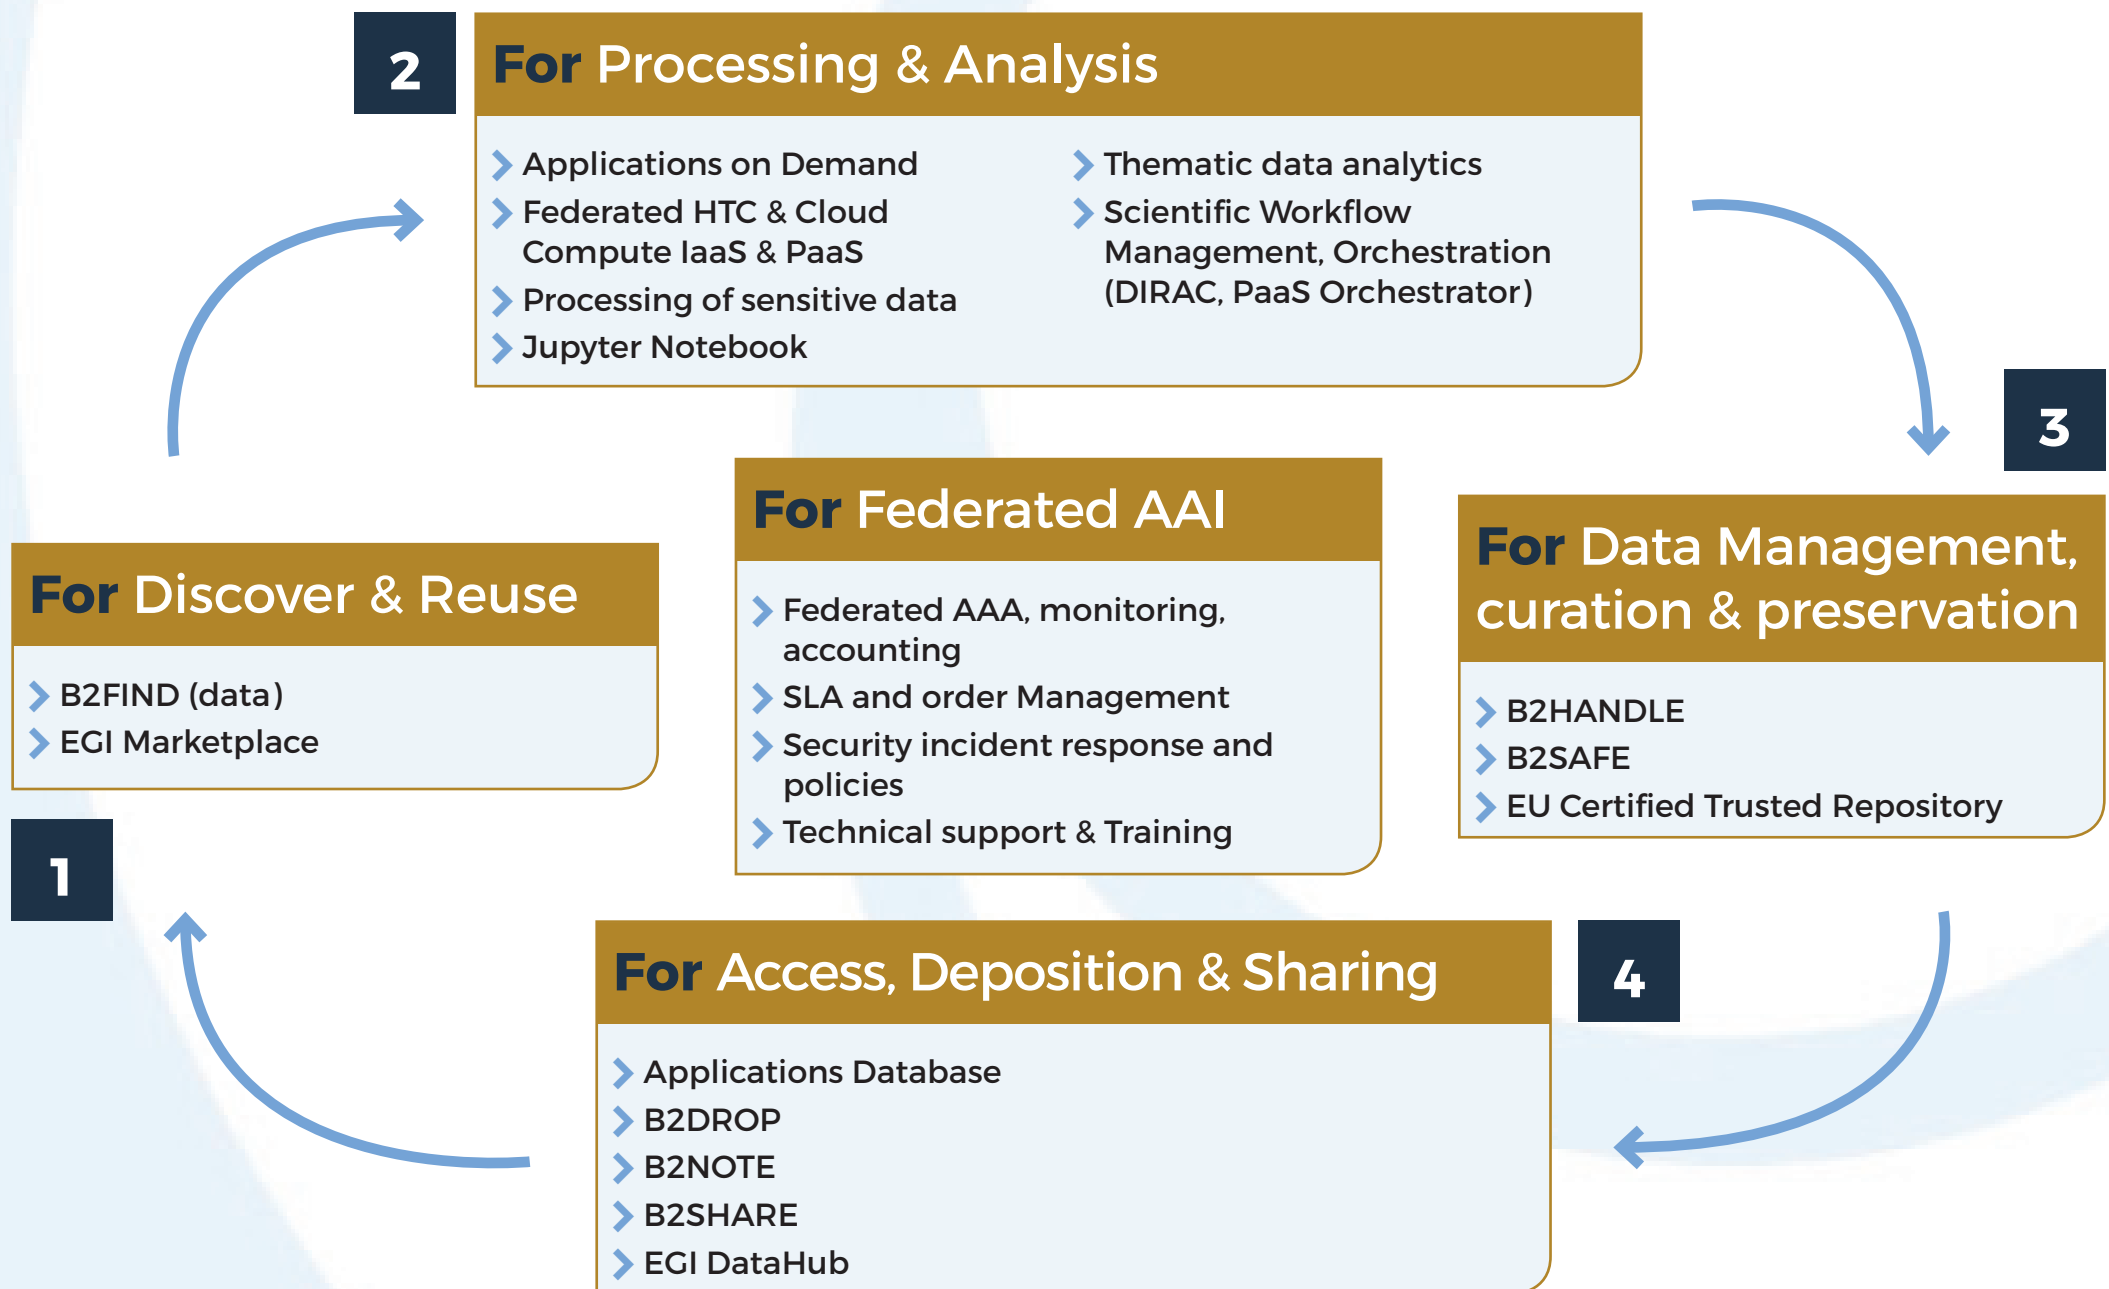 2
For Processing & Analysis
Applications on Demand
Federated HTC & Cloud
Compute IaaS & PaaS
Processing of sensitive data
Jupyter Notebook
Thematic data analytics
Scientific Workflow
Management, Orchestration
(DIRAC, PaaS Orchestrator)
3
For Data Management,
curation & preservation
B2HANDLE
B2SAFE
EU Certified Trusted Repository
For Federated AAI
Federated AAA, monitoring,
accounting
SLA and order Management
Security incident response and
policies
Technical support & Training
For Discover & Reuse
B2FIND (data)
EGI Marketplace
1
For Access, Deposition & Sharing
4
Applications Database
B2DROP
B2NOTE
B2SHARE
EGI DataHub